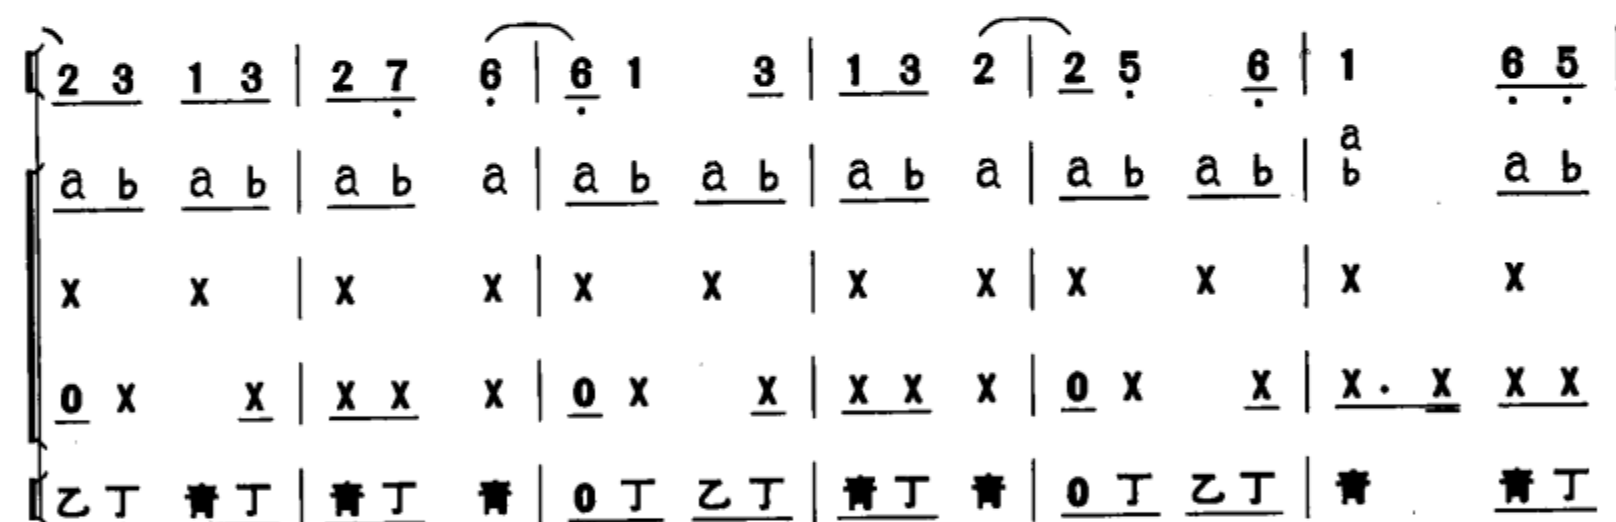 2 3 1 3 | 2 7 6 | 6 1 3 | 1 3 2 | 2 5 6 | 1 6 5
a b a b | a b a | a b a b | a b a | a b a b | a b a b
X X | X X | X X | X X | X X | X X
0 X X | X X X | 0 X X | X X X | 0 X X | X . X X X
乙 丁 青 丁 | 青 丁 青 | 0 丁 乙 丁 | 青 丁 青 | 0 丁 乙 丁 | 青 青 丁